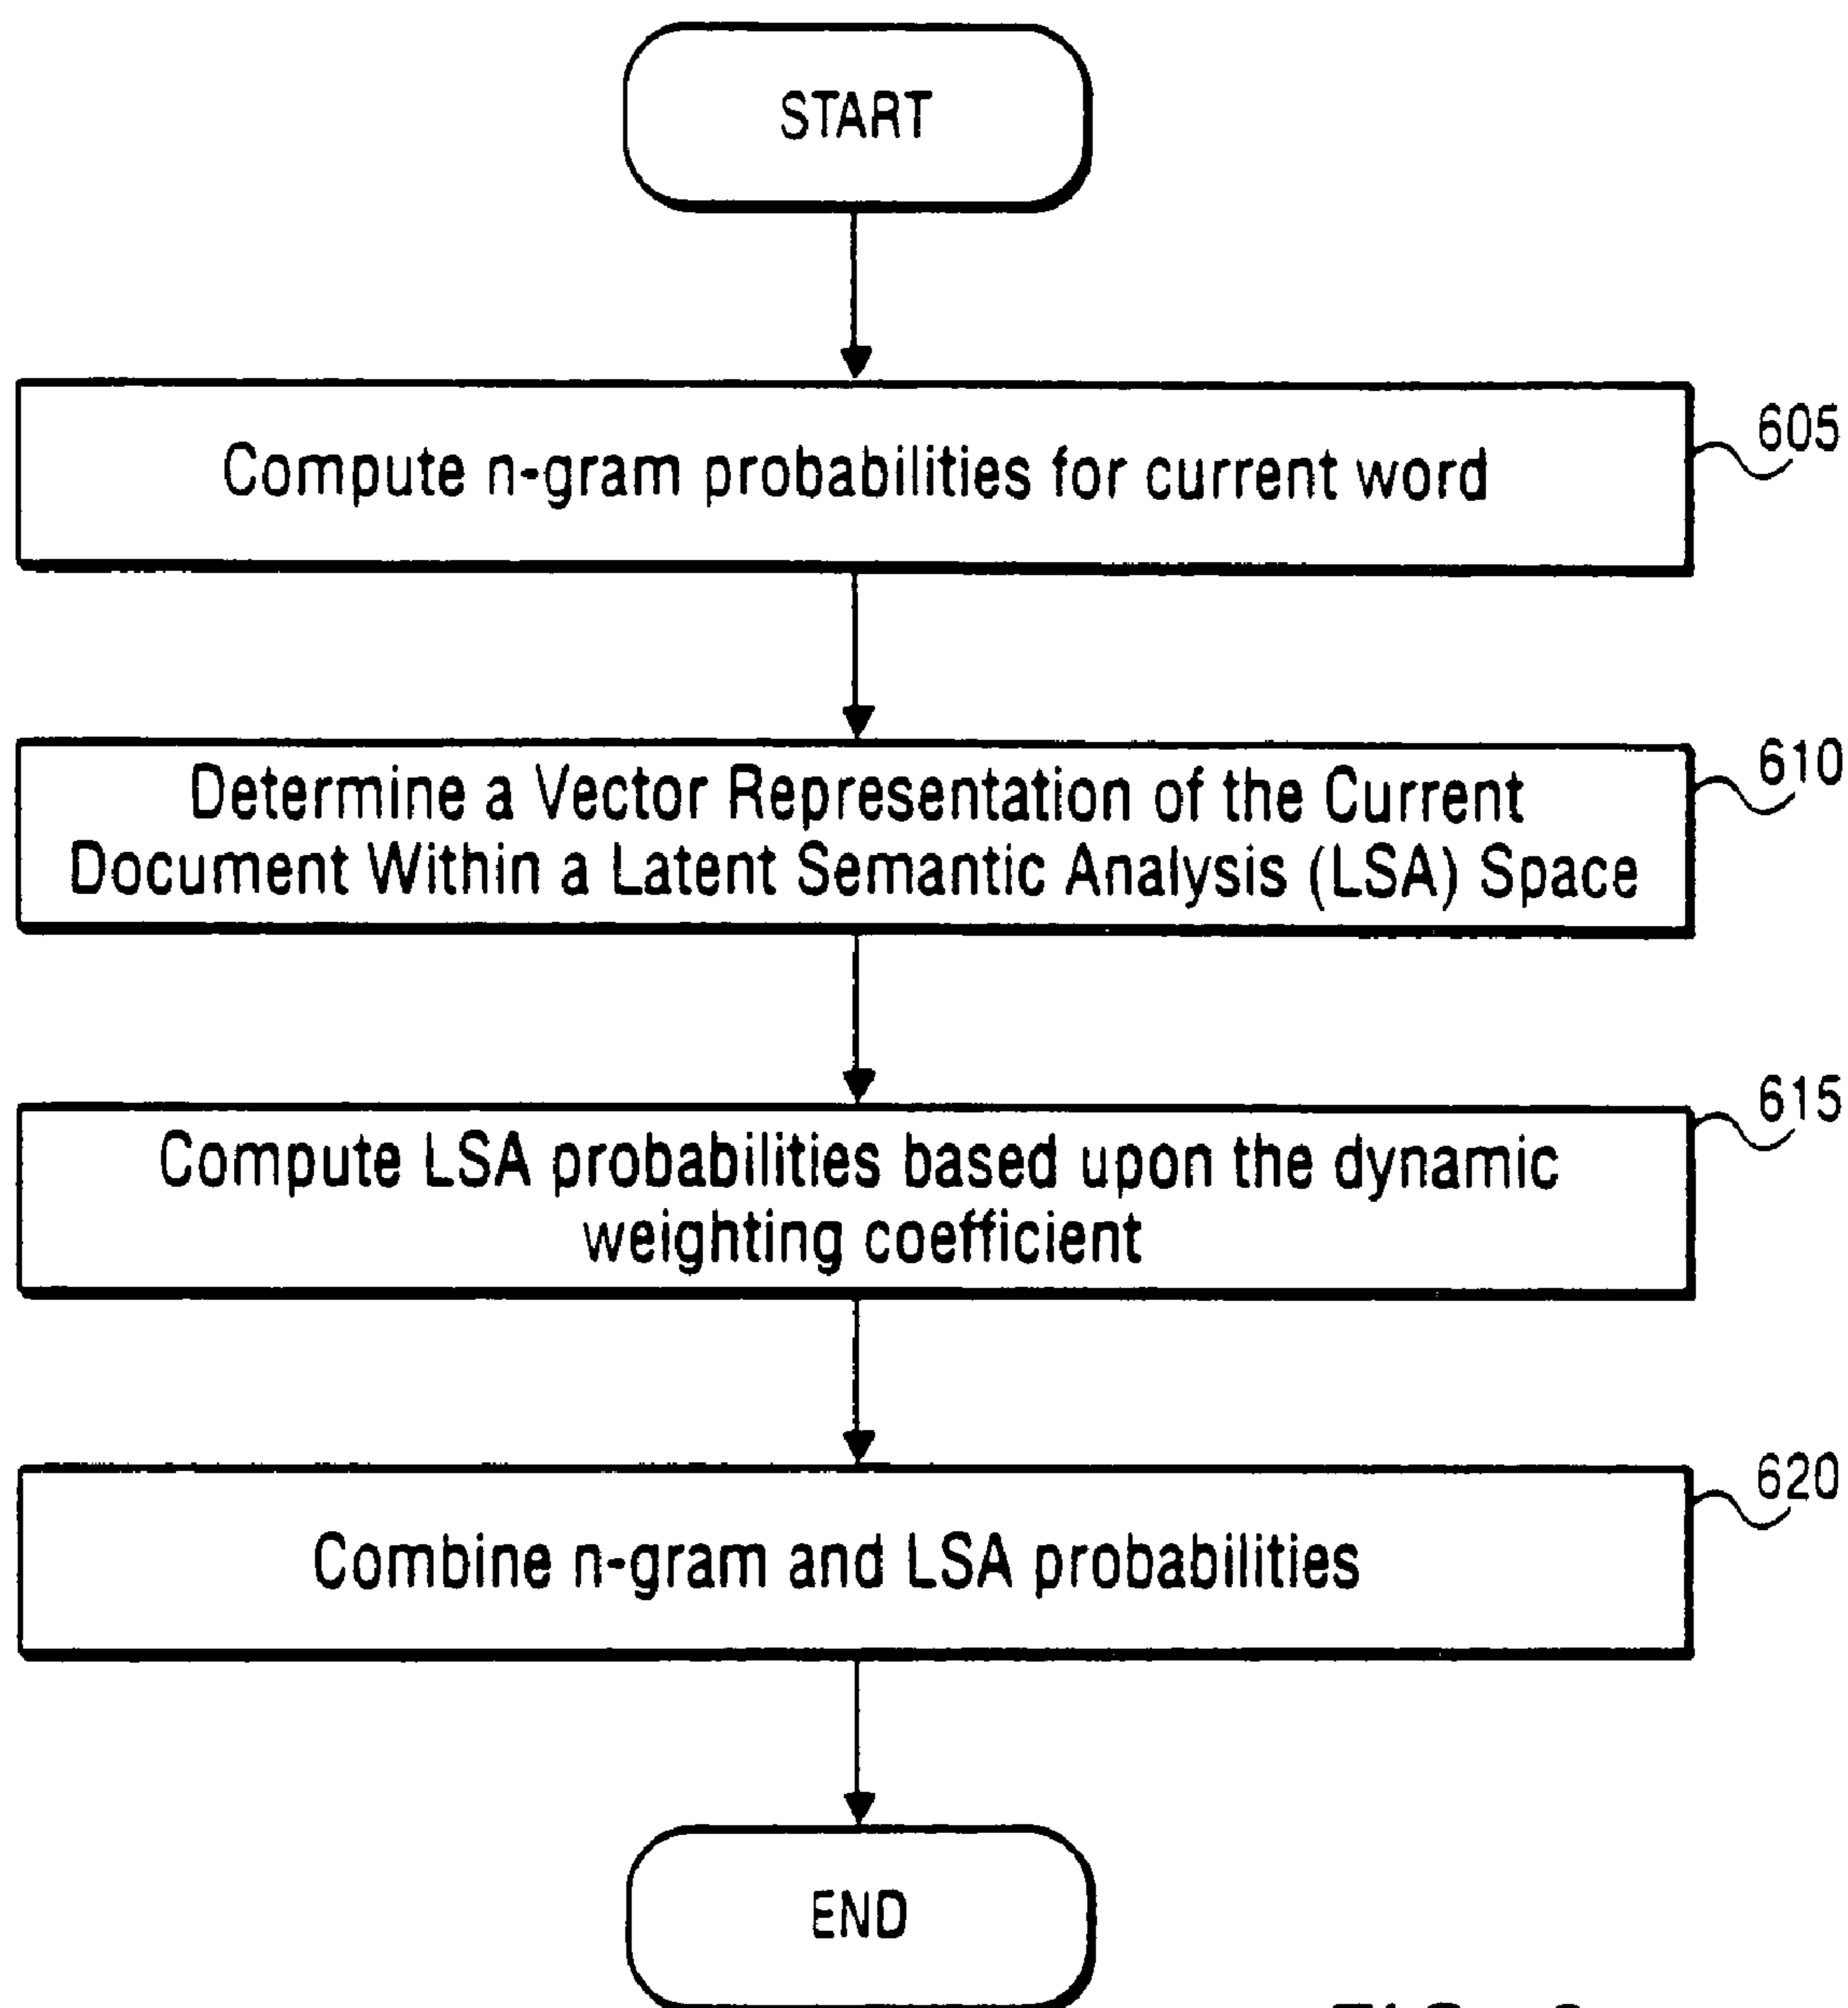 START
Compute n-gram probabilities for current word
605
Determine a Vector Representation of the Current
Document Within a Latent Semantic Analysis (LSA) Space
610
Compute LSA probabilities based upon the dynamic
weighting coefficient
615
Combine n-gram and LSA probabilities
620
END